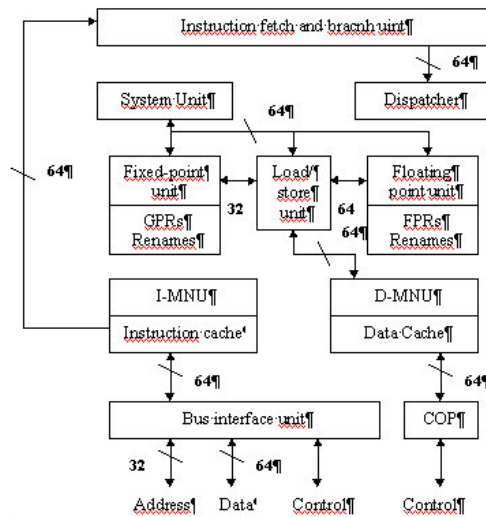 Instruction·fetch·and·bracnh·uint¶
64¶
System·Unit¶
64¶
Dispatcher¶
64¶
Fixed-point¶
unit¶
GPRs¶
Renames¶
32
Load/¶
store¶
unit¶
64
64¶
Floating¶
point·unit¶
FPRs¶
Renames¶
I-MNU¶
Instruction·cache¶
D-MNU¶
Data·Cache¶
64¶
64¶
Bus·interface·unit¶
COP¶
32
64¶
Address¶
Data¶
Control¶
Control¶